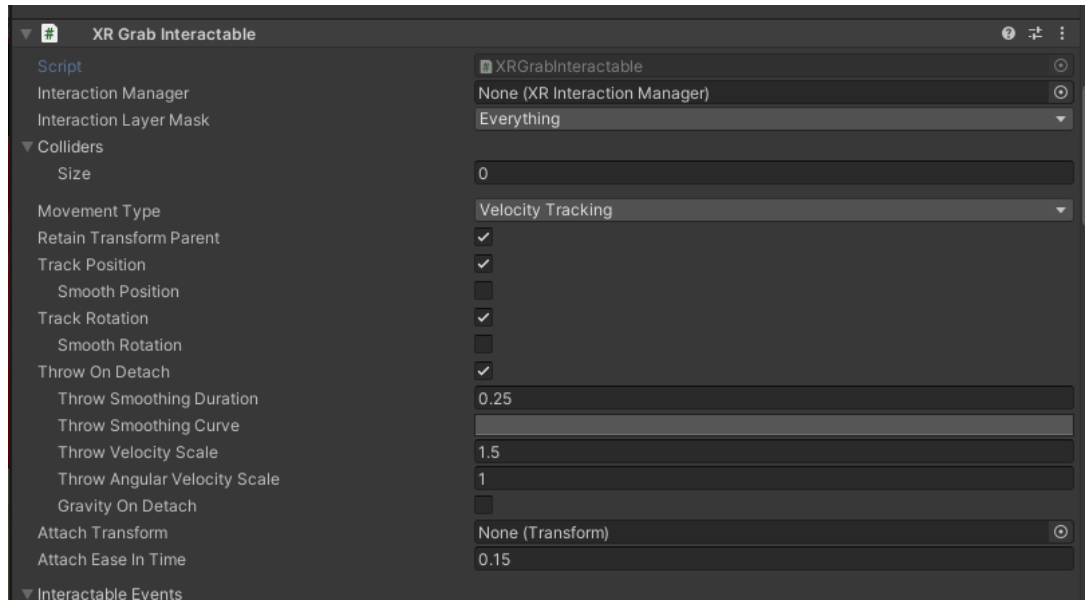 XR Grab Interactable
Script XRGrabInteractable
Interaction Manager None (XR Interaction Manager)
Interaction Layer Mask Everything
Colliders
Size 0
Movement Type Velocity Tracking
Retain Transform Parent
Track Position
Smooth Position
Track Rotation
Smooth Rotation
Throw On Detach
Throw Smoothing Duration 0.25
Throw Smoothing Curve
Throw Velocity Scale 1.5
Throw Angular Velocity Scale 1
Gravity On Detach
Attach Transform None (Transform)
Attach Ease In Time 0.15
Interactable Events